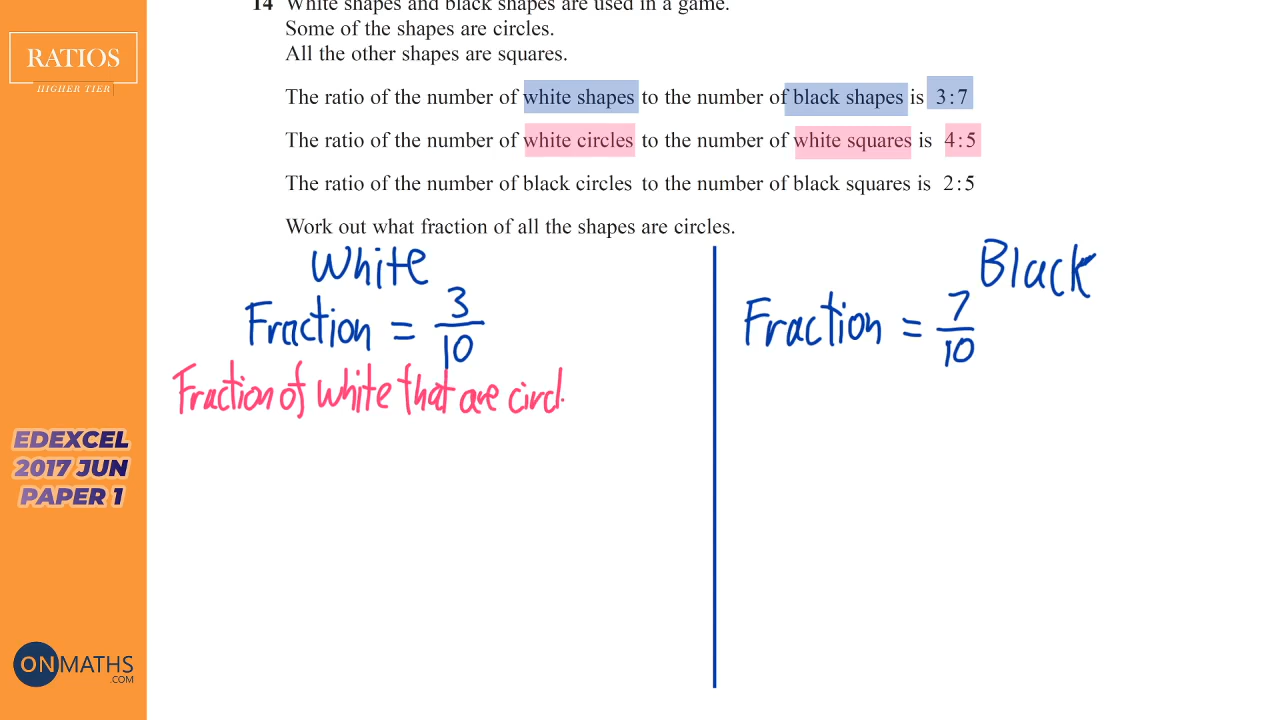 RATIOS
HIGHER TIER
14 White shapes and black shapes are used in a game.
Some of the shapes are circles.
All the other shapes are squares.
The ratio of the number of white shapes to the number of black shapes is 3:7
The ratio of the number of white circles to the number of white squares is 4:5
The ratio of the number of black circles to the number of black squares is 2:5
Work out what fraction of all the shapes are circles.
White
Fraction = 3/10
Fraction of white that are circl
Black
Fraction = 7/10
EDEXCEL
2017 JUN
PAPER 1
ONMATHS
.COM